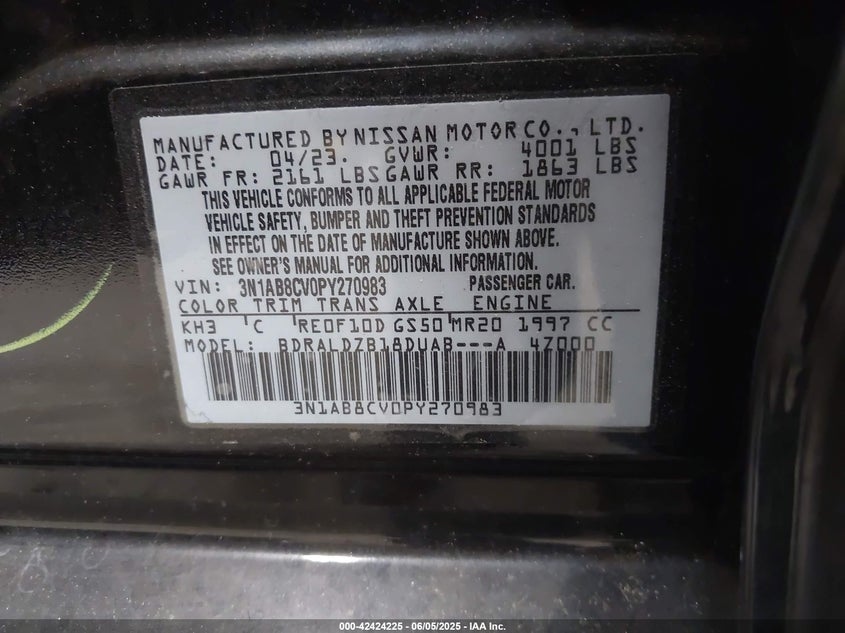 MANUFACTURED BY NISSAN MOTOR CO., LTD.
DATE: 04/23. GVWR: 4001 LBS
GAWR FR: 2161 LBS GAWR RR: 1863 LBS
THIS VEHICLE CONFORMS TO ALL APPLICABLE FEDERAL MOTOR
VEHICLE SAFETY, BUMPER AND THEFT PREVENTION STANDARDS
IN EFFECT ON THE DATE OF MANUFACTURE SHOWN ABOVE.
SEE OWNER'S MANUAL FOR ADDITIONAL INFORMATION.
VIN: 3N1AB8CV0PY270983 PASSENGER CAR.
COLOR TRIM TRANS AXLE ENGINE
KH3 C RE0F10D GS50 MR20 1997 CC
MODEL: BDRALDZB18DUAB---A 4Z000
3N1AB8CV0PY270983
000-42424225 - 06/05/2025 - IAA Inc.